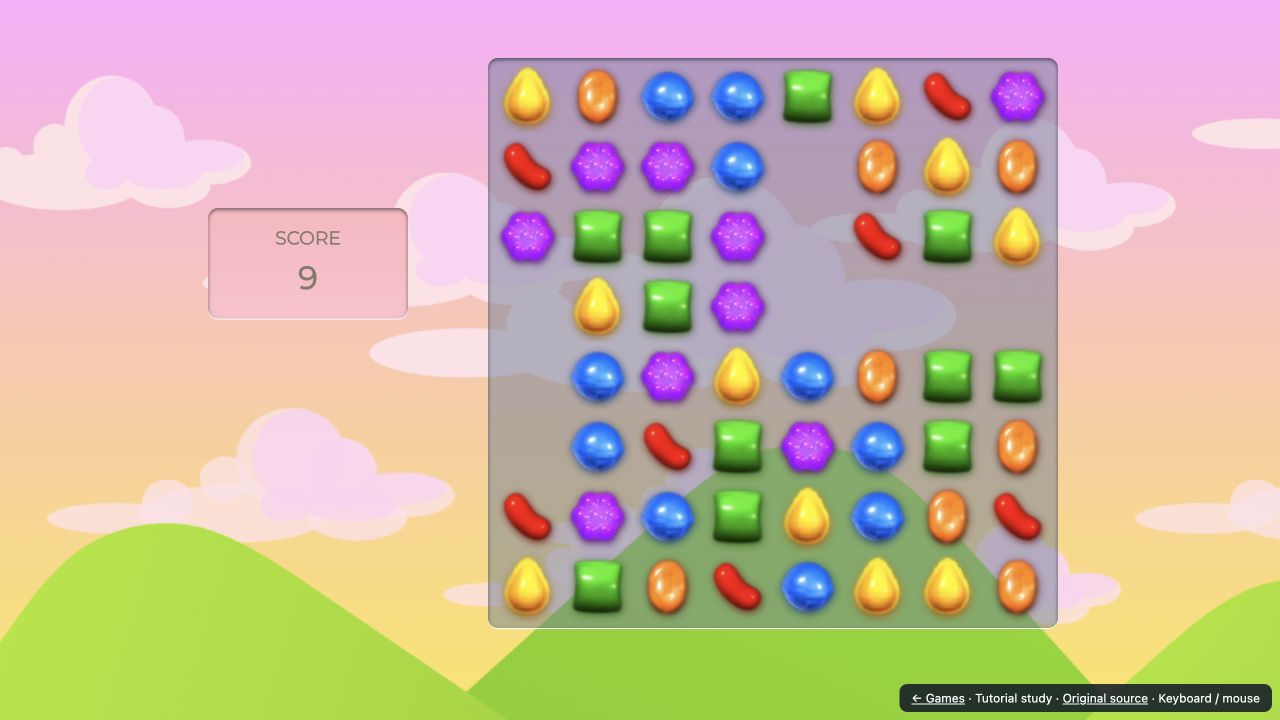 SCORE
9
← Games · Tutorial study · Original source · Keyboard / mouse